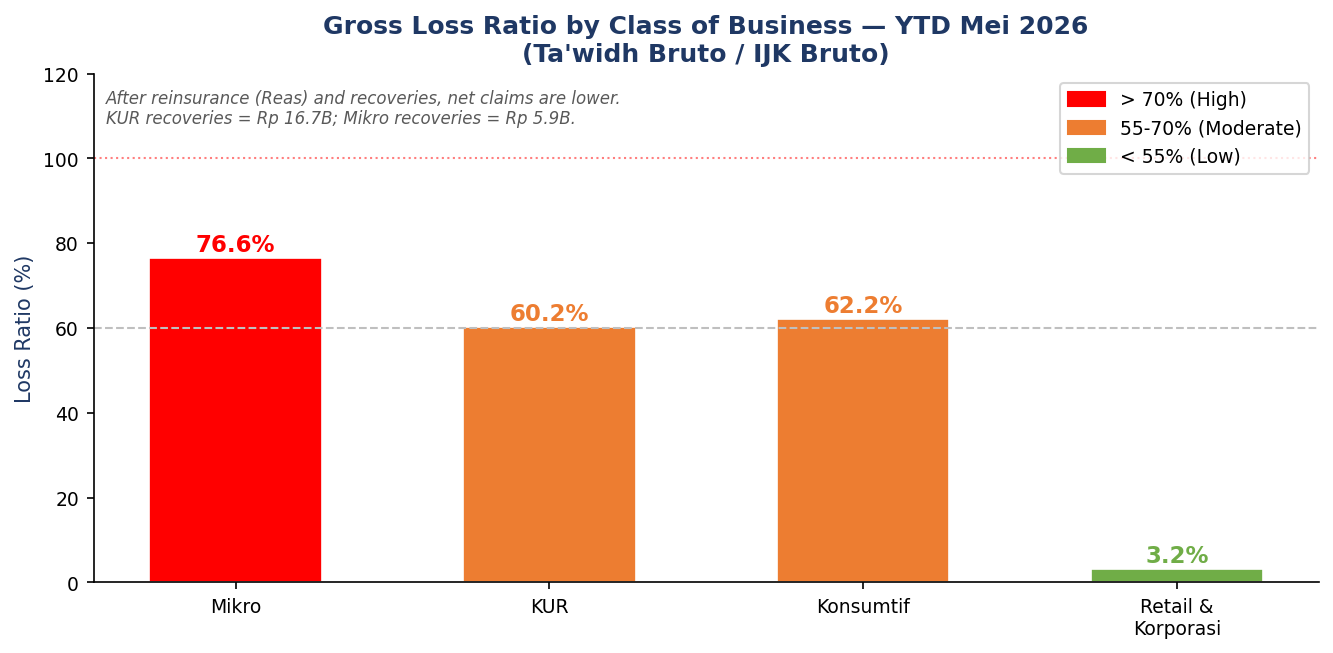 Gross Loss Ratio by Class of Business — YTD Mei 2026
(Ta'widh Bruto / IJK Bruto)
After reinsurance (Reas) and recoveries, net claims are lower.
KUR recoveries = Rp 16.7B; Mikro recoveries = Rp 5.9B.
> 70% (High)
55-70% (Moderate)
< 55% (Low)
Loss Ratio (%)
120
100
80
60
40
20
0
76.6%
60.2%
62.2%
3.2%
Mikro
KUR
Konsumtif
Retail &
Korporasi